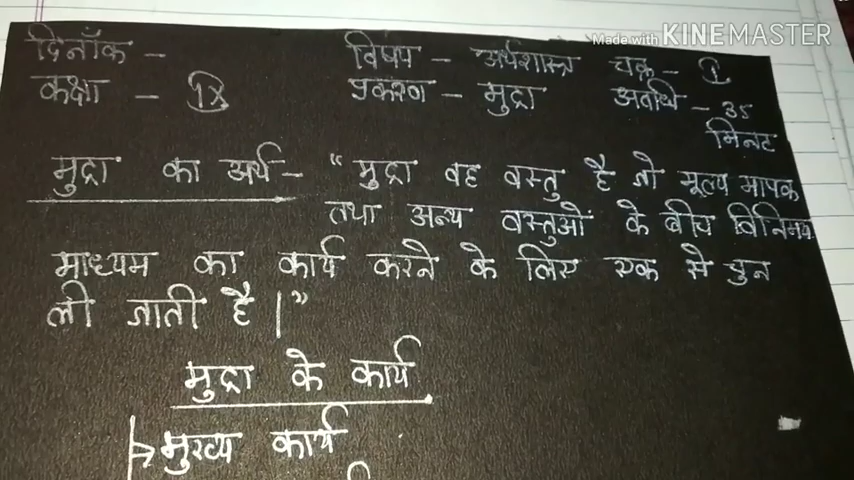 Made with KINEMASTER
दिनाँक - विषय - अर्थशास्त्र चक्र - I
कक्षा - IX प्रकरण - मुद्रा अवधि - 35
मिनट
मुद्रा का अर्थ - "मुद्रा वह वस्तु है जो मूल्य मापक
तथा अन्य वस्तुओं के बीच विनिमय
माध्यम का कार्य करने के लिए एक से चुन
ली जाती है।"
मुद्रा के कार्य
मुख्य कार्य